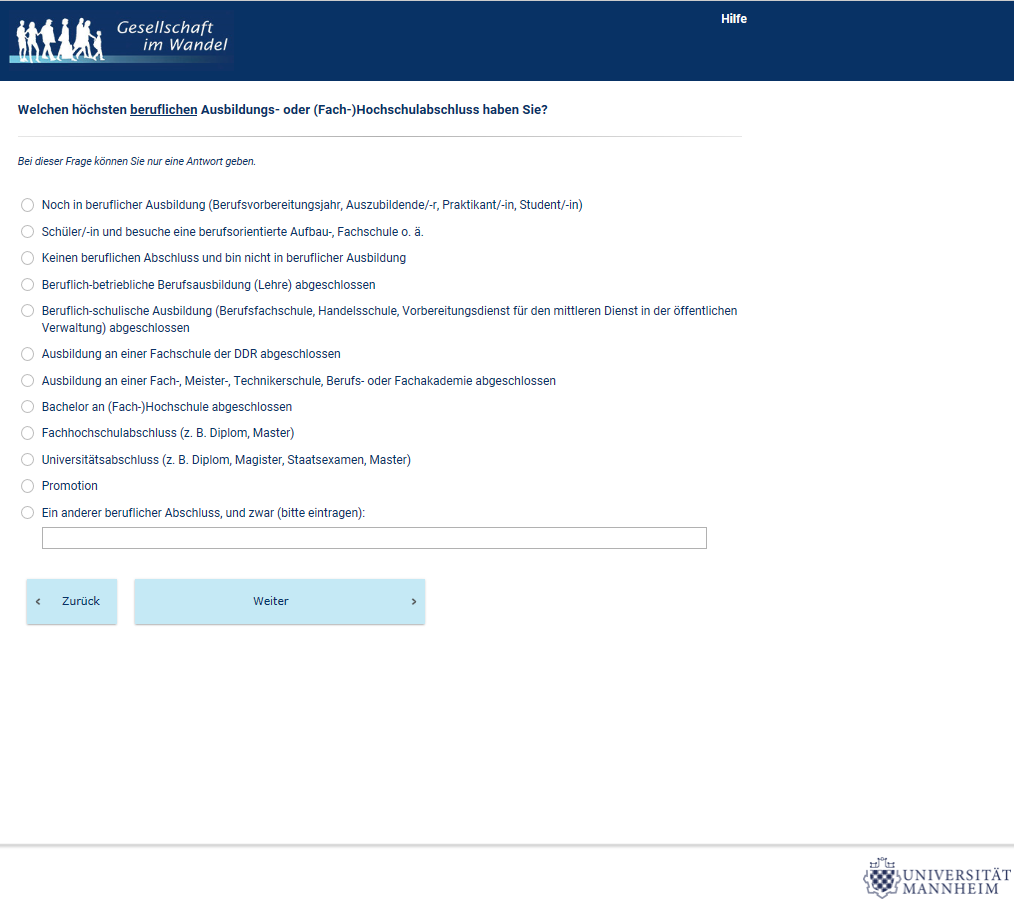 Gesellschaft
im Wandel
Hilfe
Welchen höchsten beruflichen Ausbildungs- oder (Fach-)Hochschulabschluss haben Sie?
Bei dieser Frage können Sie nur eine Antwort geben.
Noch in beruflicher Ausbildung (Berufsvorbereitungsjahr, Auszubildende/-r, Praktikant/-in, Student/-in)
Schüler/-in und besuche eine berufsorientierte Aufbau-, Fachschule o. ä.
Keinen beruflichen Abschluss und bin nicht in beruflicher Ausbildung
Beruflich-betriebliche Berufsausbildung (Lehre) abgeschlossen
Beruflich-schulische Ausbildung (Berufsfachschule, Handelsschule, Vorbereitungsdienst für den mittleren Dienst in der öffentlichen
Verwaltung) abgeschlossen
Ausbildung an einer Fachschule der DDR abgeschlossen
Ausbildung an einer Fach-, Meister-, Technikerschule, Berufs- oder Fachakademie abgeschlossen
Bachelor an (Fach-)Hochschule abgeschlossen
Fachhochschulabschluss (z. B. Diplom, Master)
Universitätsabschluss (z. B. Diplom, Magister, Staatsexamen, Master)
Promotion
Ein anderer beruflicher Abschluss, und zwar (bitte eintragen):
‹ Zurück
Weiter ›
UNIVERSITÄT
MANNHEIM